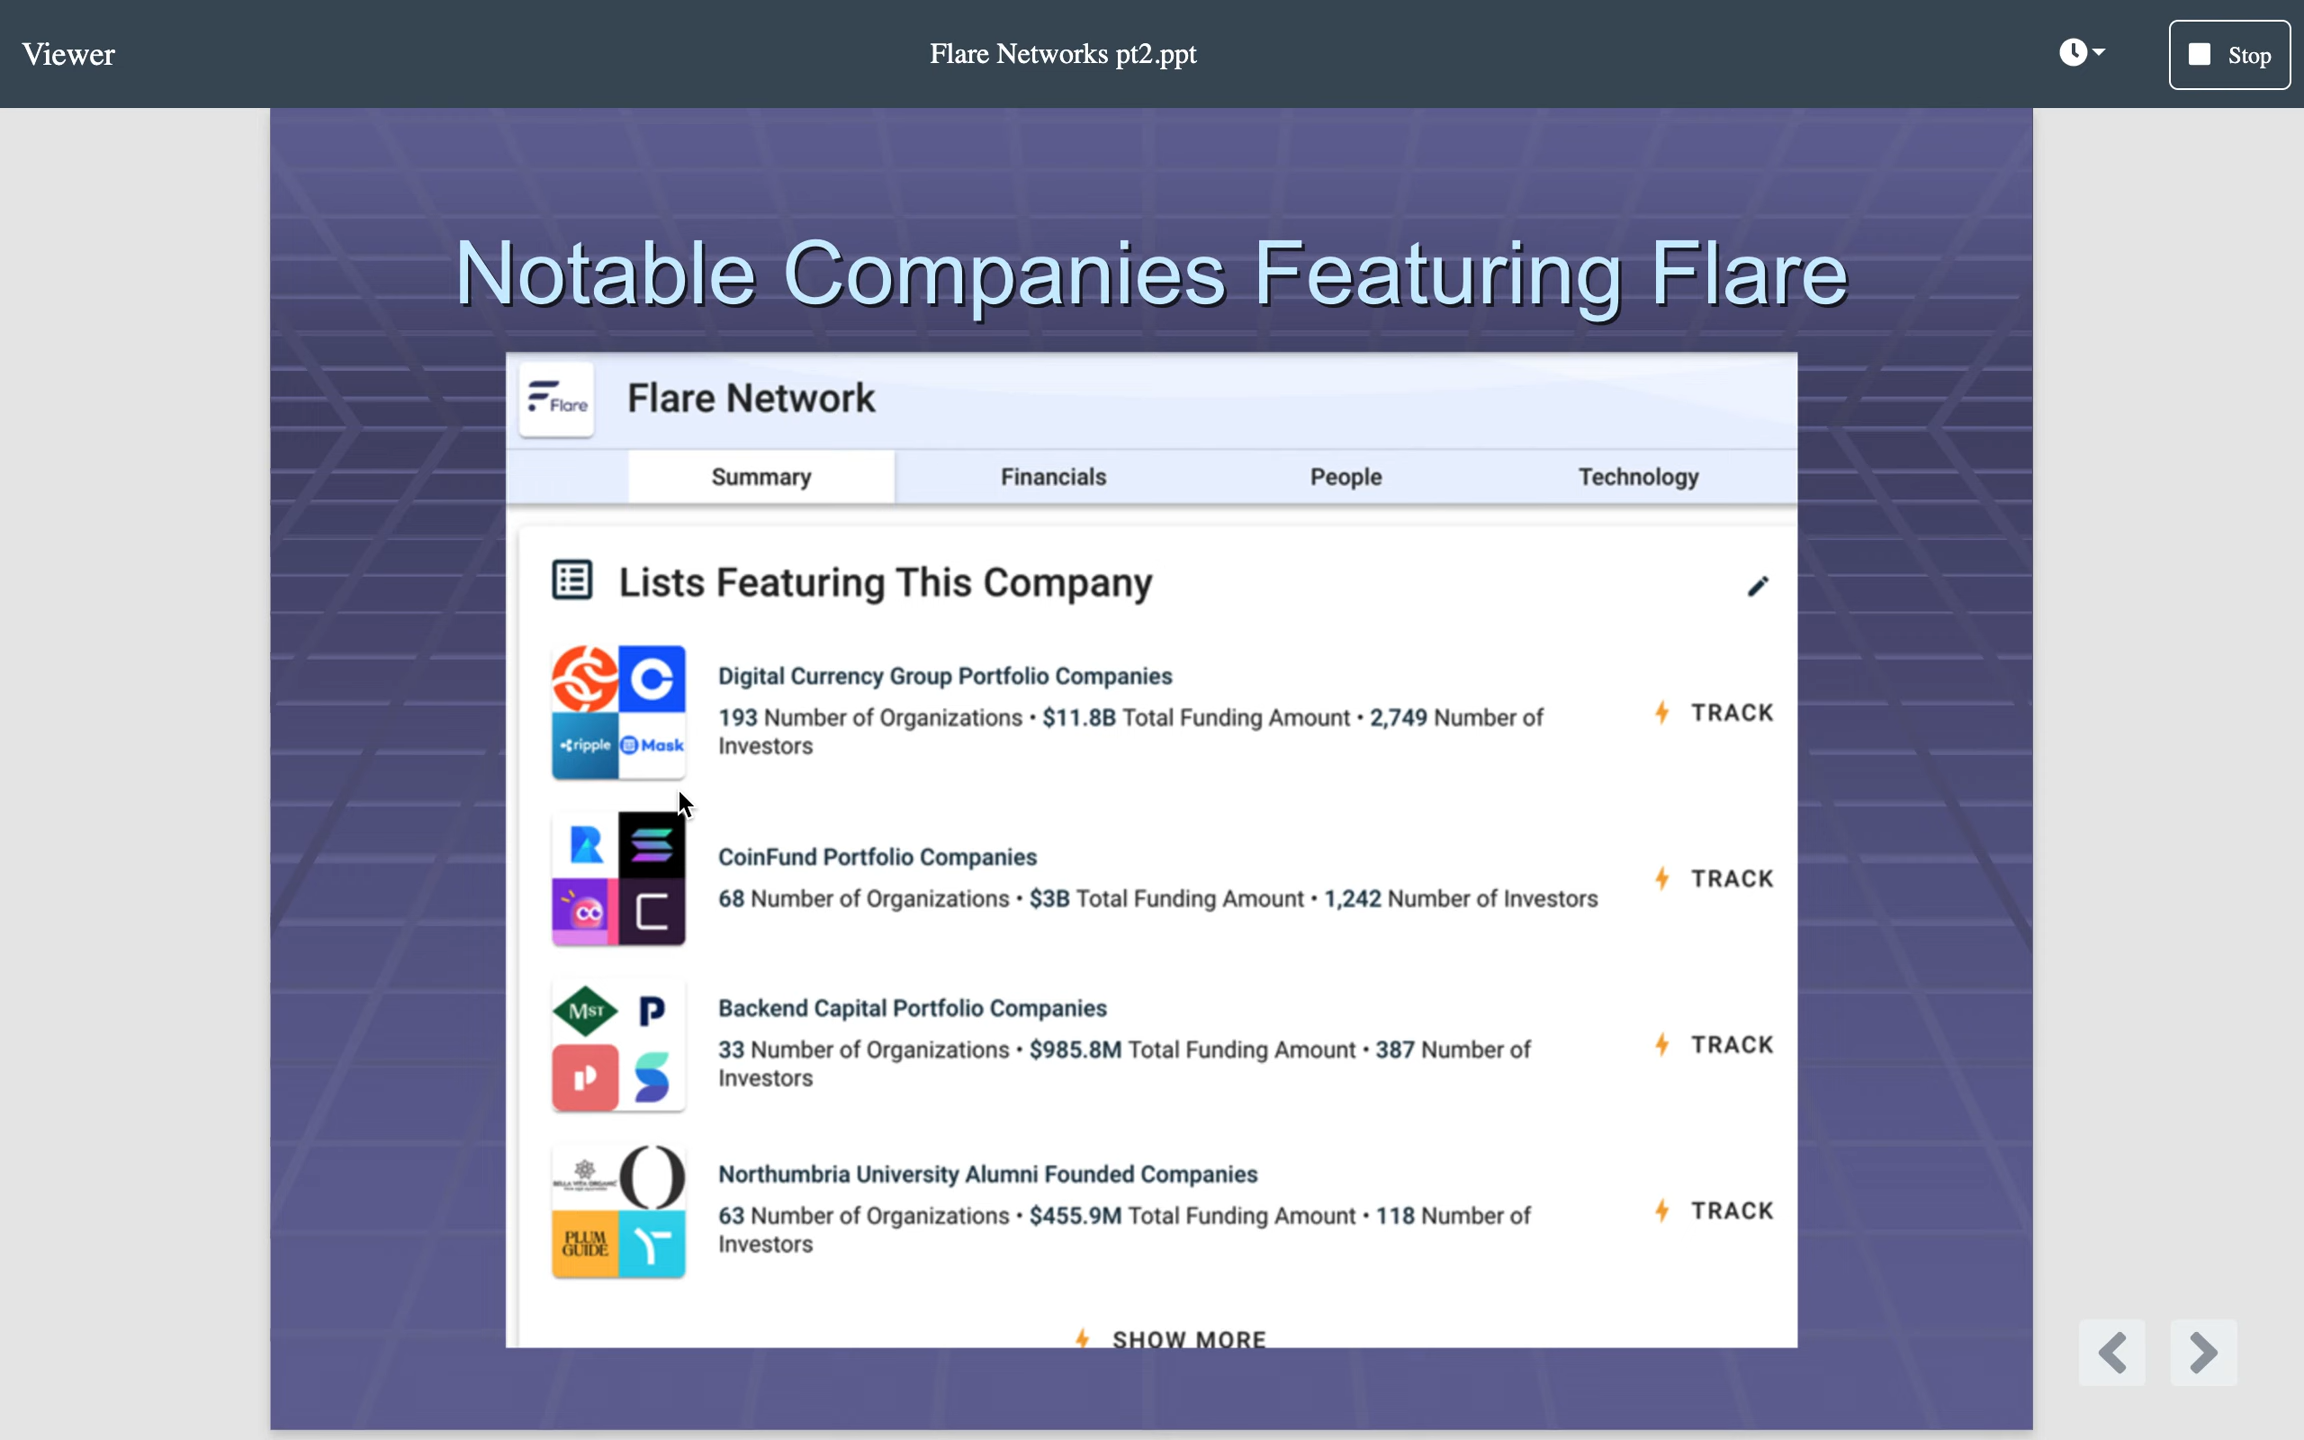 Viewer
Flare Networks pt2.ppt
Stop
Notable Companies Featuring Flare
Flare
Flare Network
Summary
Financials
People
Technology
Lists Featuring This Company
Digital Currency Group Portfolio Companies
193 Number of Organizations • $11.8B Total Funding Amount • 2,749 Number of
Investors
TRACK
ripple
Mask
CoinFund Portfolio Companies
68 Number of Organizations • $3B Total Funding Amount • 1,242 Number of Investors
TRACK
MST
P
Backend Capital Portfolio Companies
33 Number of Organizations • $985.8M Total Funding Amount • 387 Number of
Investors
TRACK
BELLA VITA ORGANIC
PLUM
GUIDE
Northumbria University Alumni Founded Companies
63 Number of Organizations • $455.9M Total Funding Amount • 118 Number of
Investors
TRACK
SHOW MORE